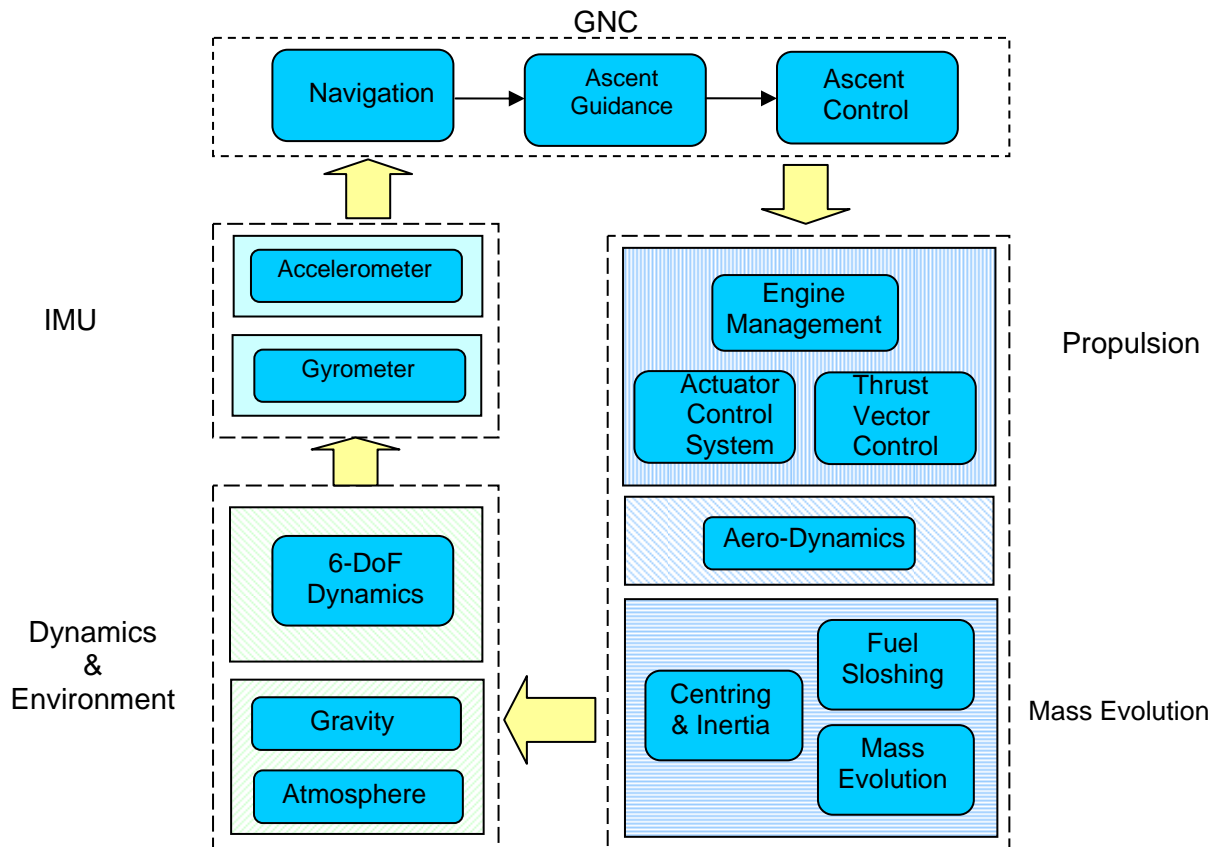 GNC
Navigation
Ascent
Guidance
Ascent
Control
IMU
Accelerometer
Gyrometer
Engine
Management
Actuator
Control
System
Thrust
Vector
Control
Propulsion
Aero-Dynamics
Dynamics
&
Environment
6-DoF
Dynamics
Gravity
Atmosphere
Fuel
Sloshing
Centring
& Inertia
Mass
Evolution
Mass Evolution